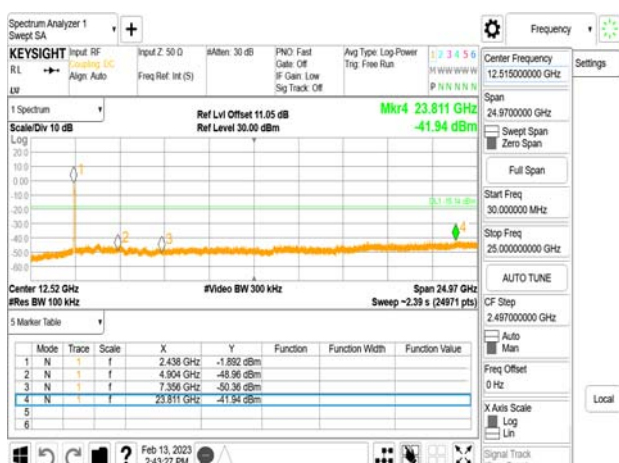 Spectrum Analyzer 1
Swept SA
+
Frequency
KEYSIGHT Input: RF
Coupling: DC
Align: Auto
RL
Input Z: 50 Ω
Freq Ref: Int (S)
#Atten: 30 dB
PNO: Fast
Gate: Off
IF Gain: Low
Sig Track: Off
Avg Type: Log-Power
Trig: Free Run
1 2 3 4 5 6
M W W W W W
P N N N N N
1 Spectrum
Scale/Div 10 dB
Ref Lvl Offset 11.05 dB
Ref Level 30.00 dBm
Mkr4 23.811 GHz
-41.94 dBm
Log
20.0
10.0
0.00
-10.0
-20.0
-30.0
-40.0
-50.0
-60.0
1
2
3
4
Center 12.52 GHz
#Res BW 100 kHz
#Video BW 300 kHz
Span 24.97 GHz
Sweep ~2.39 s (24971 pts)
5 Marker Table
Mode Trace Scale X Y Function Function Width Function Value
1 N 1 f 2.438 GHz -1.892 dBm
2 N 1 f 4.904 GHz -48.96 dBm
3 N 1 f 7.356 GHz -50.36 dBm
4 N 1 f 23.811 GHz -41.94 dBm
5
6
?
Feb 13, 2023
2:43:27 PM
Center Frequency
12.515000000 GHz
Span
24.9700000 GHz
Swept Span
Zero Span
Full Span
Start Freq
30.000000 MHz
Stop Freq
25.000000000 GHz
AUTO TUNE
CF Step
2.497000000 GHz
Auto
Man
Freq Offset
0 Hz
X Axis Scale
Log
Lin
Signal Track
Settings
Local